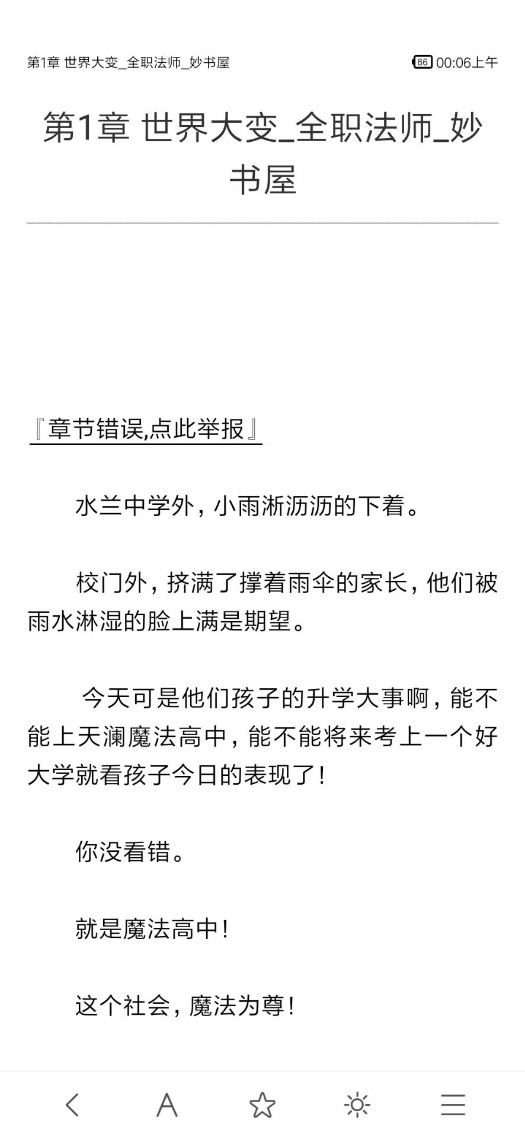 第1章 世界大变_全职法师_妙书屋
86 00:06上午
第1章 世界大变_全职法师_妙
书屋
『章节错误,点此举报』
水兰中学外，小雨淅沥沥的下着。
校门外，挤满了撑着雨伞的家长，他们被
雨水淋湿的脸上满是期望。
今天可是他们孩子的升学大事啊，能不
能上天澜魔法高中，能不能将来考上一个好
大学就看孩子今日的表现了！
你没看错。
就是魔法高中！
这个社会，魔法为尊！
A